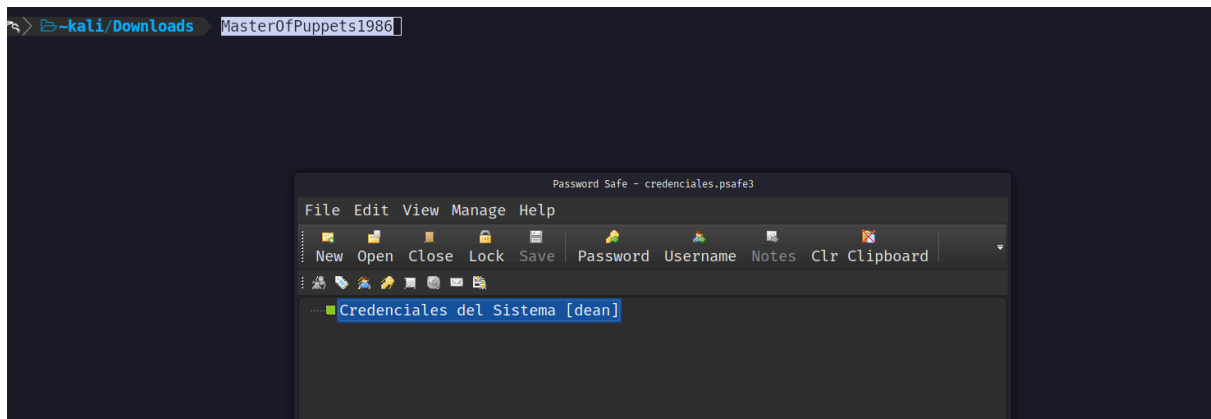 ~kali/Downloads MasterOfPuppets1986
Password Safe - credenciales.psafe3
File Edit View Manage Help
New Open Close Lock Save Password Username Notes Clr Clipboard
Credenciales del Sistema [dean]